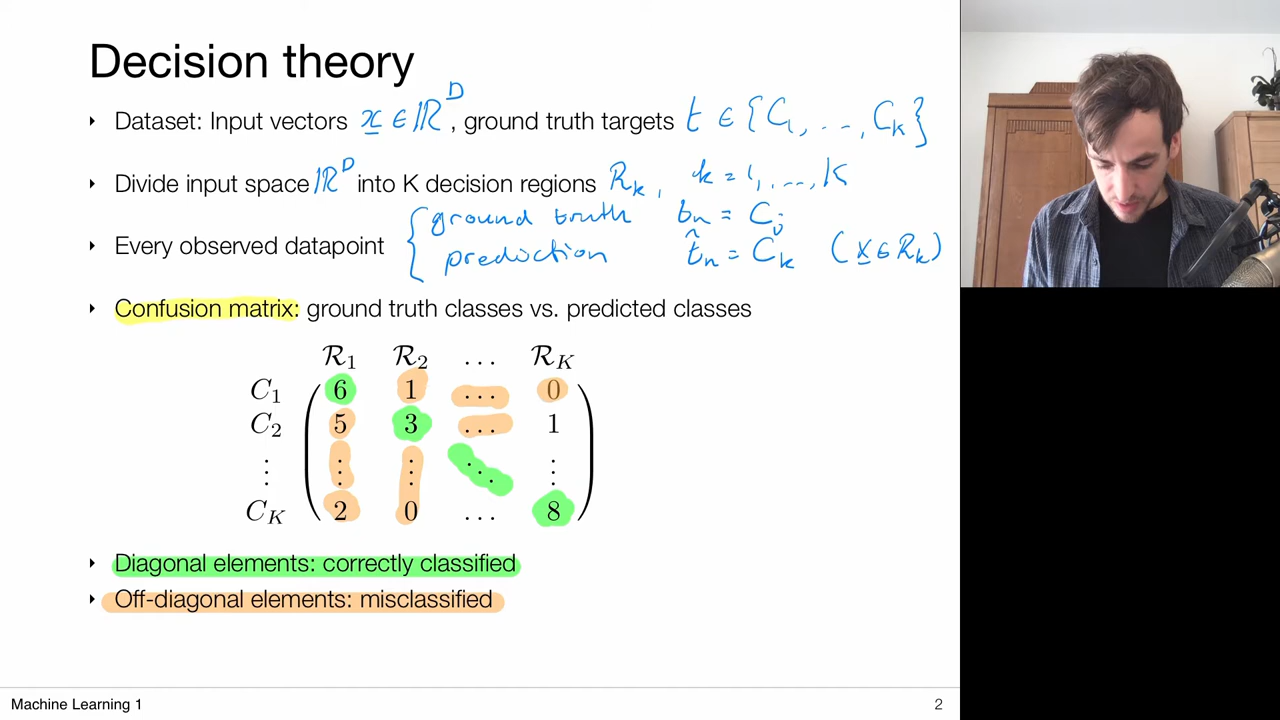 Decision theory
‣ Dataset: Input vectors x ∈ ℝ^D, ground truth targets t ∈ {C_1, ..., C_K}
‣ Divide input space ℝ^D into K decision regions R_k, k = 1, ..., K
‣ Every observed datapoint { ground truth t_n = C_j
prediction t̂_n = C_k (x ∈ R_k)
‣ Confusion matrix: ground truth classes vs. predicted classes
R_1 R_2 ... R_K
C_1 6 1 ... 0
C_2 5 3 ... 1
⋮ ⋮ ⋮ ⋱ ⋮
C_K 2 0 ... 8
‣ Diagonal elements: correctly classified
‣ Off-diagonal elements: misclassified
Machine Learning 1 2